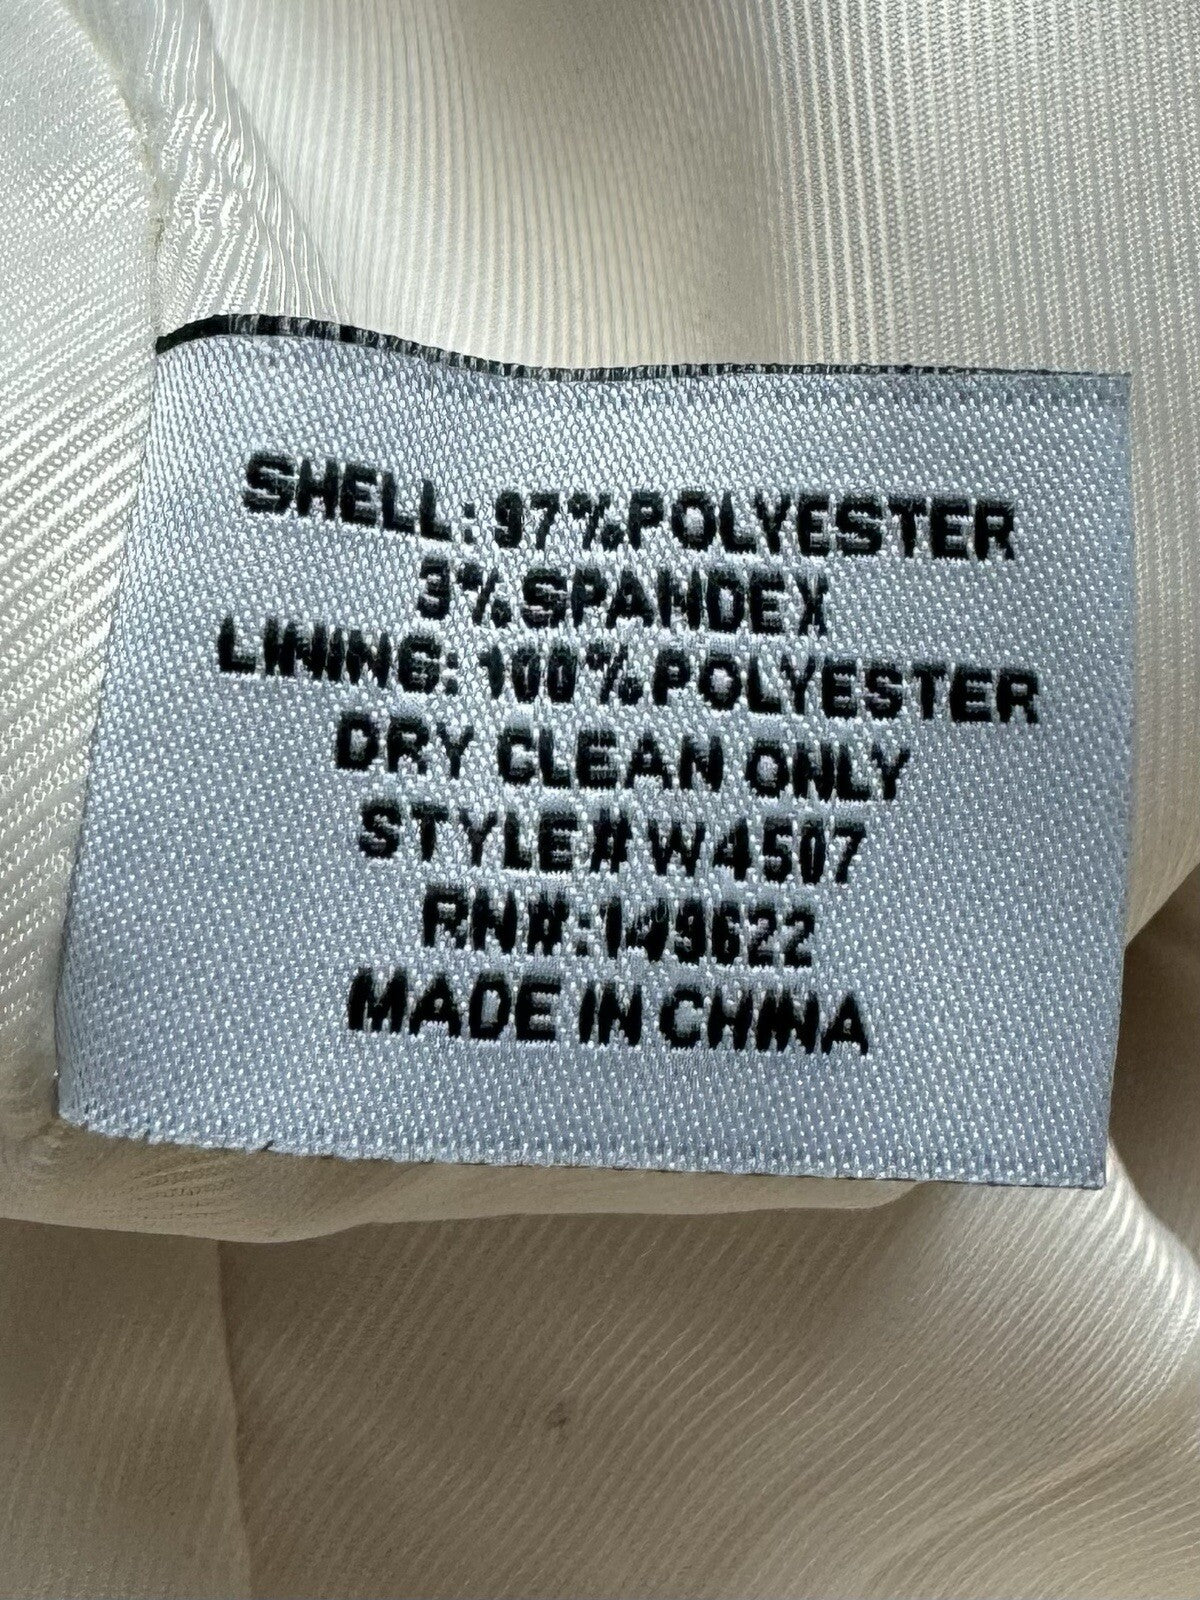 SHELL: 97%POLYESTER
3%SPANDEX
LINING: 100%POLYESTER
DRY CLEAN ONLY
STYLE#W4507
RN#:149622
MADE IN CHINA